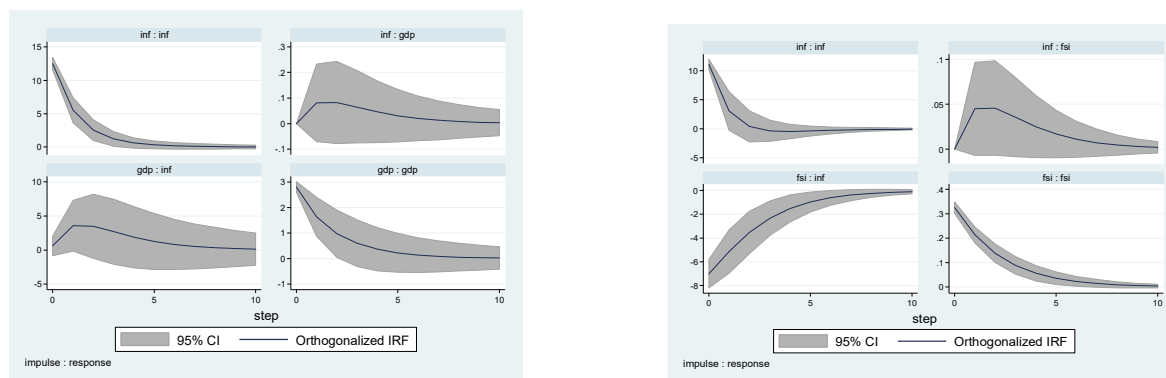 inf : inf
inf : gdp
15
10
5
0
.3
.2
.1
0
-.1
gdp : inf
gdp : gdp
10
5
0
-5
3
2
1
0
-1
0
5
10
0
5
10
step
95% CI
Orthogonalized IRF
impulse : response
inf : inf
inf : fsi
10
5
0
-5
.1
.05
0
fsi : inf
fsi : fsi
0
-2
-4
-6
-8
.4
.3
.2
.1
0
0
5
10
0
5
10
step
95% CI
Orthogonalized IRF
impulse : response